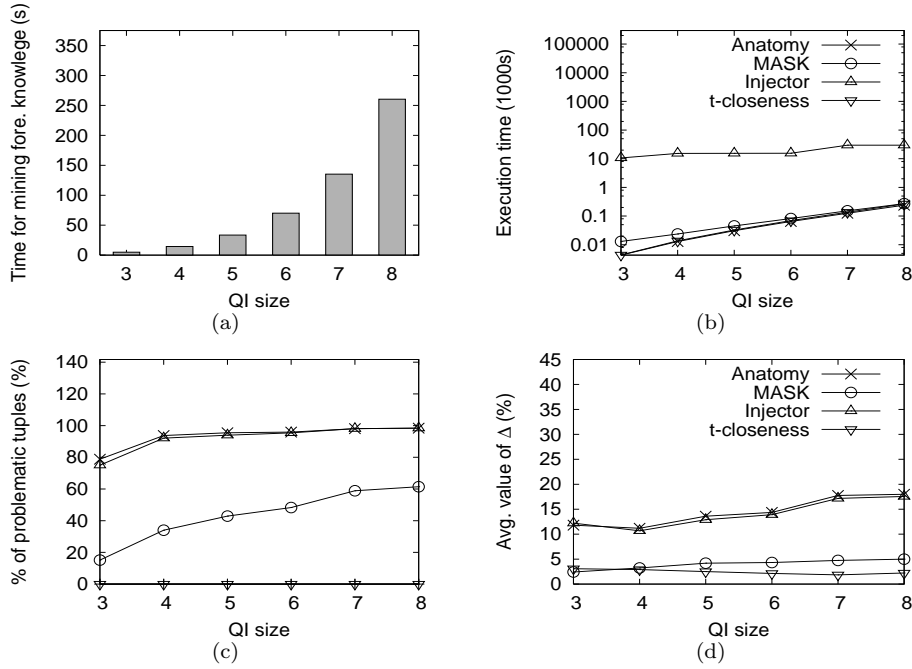 Time for mining fore. knowlege (s)
350
300
250
200
150
100
50
0
3 4 5 6 7 8
QI size
(a)
Execution time (1000s)
100000
10000
1000
100
10
1
0.1
0.01
Anatomy
MASK
Injector
t-closeness
3 4 5 6 7 8
QI size
(b)
% of problematic tuples (%)
140
120
100
80
60
40
20
0
3 4 5 6 7 8
QI size
(c)
Avg. value of Δ (%)
45
40
35
30
25
20
15
10
5
0
Anatomy
MASK
Injector
t-closeness
3 4 5 6 7 8
QI size
(d)